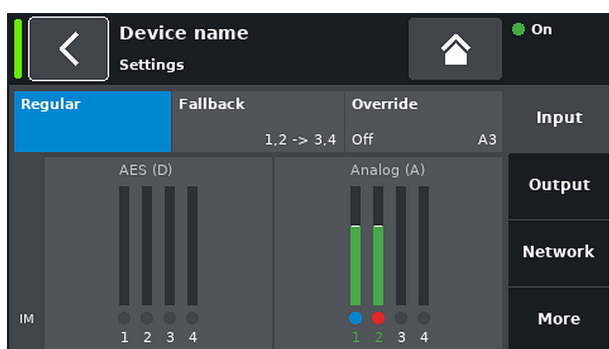 Device name
Settings
On
Regular
Fallback
1,2 -> 3,4
Override
Off A3
Input
Output
Network
More
AES (D)
Analog (A)
IM
1 2 3 4
1 2 3 4